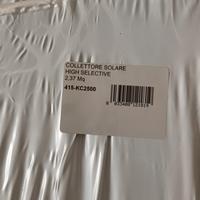 COLLETTORE SOLARE
HIGH SELECTIVE
2,37 Mq
415-KC2500